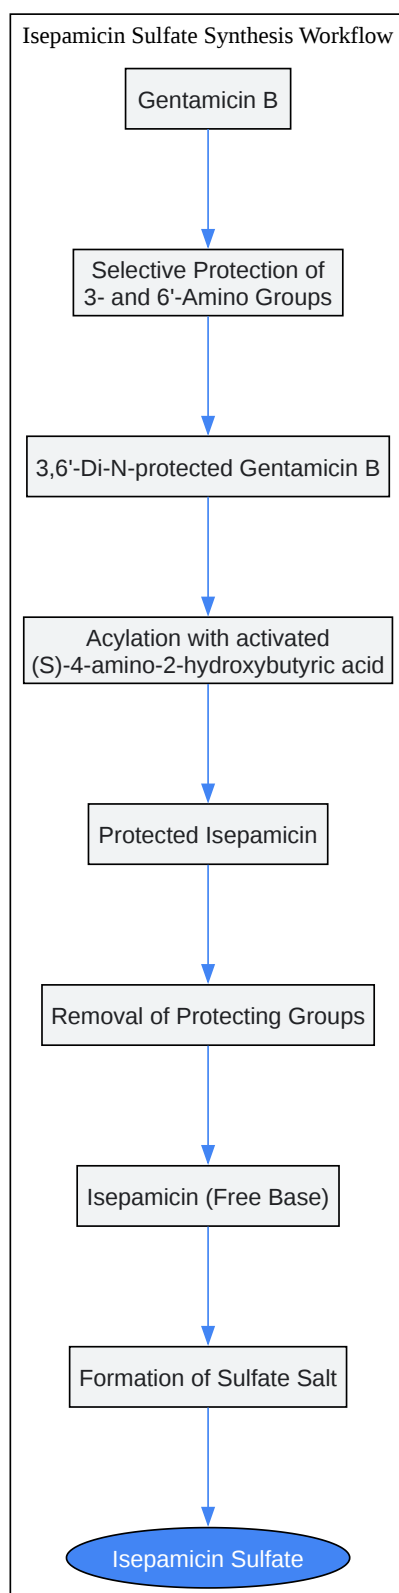 Isepamicin Sulfate Synthesis Workflow
Gentamicin B
Selective Protection of
3- and 6'-Amino Groups
3,6'-Di-N-protected Gentamicin B
Acylation with activated
(S)-4-amino-2-hydroxybutyric acid
Protected Isepamicin
Removal of Protecting Groups
Isepamicin (Free Base)
Formation of Sulfate Salt
Isepamicin Sulfate